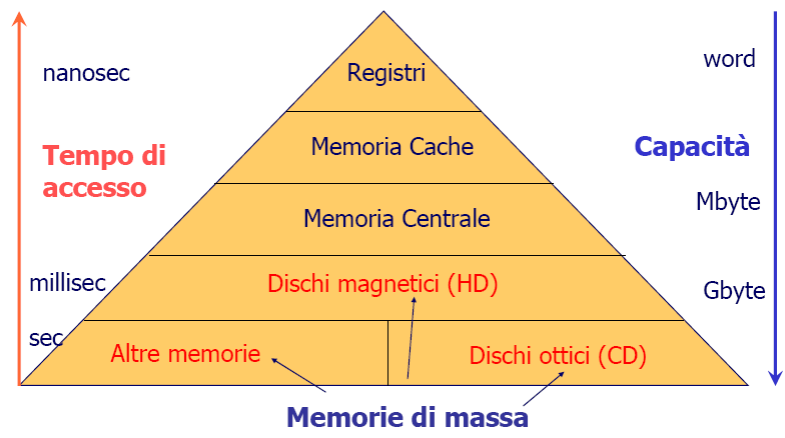 nanosec
Registri
word
Tempo di
accesso
Memoria Cache
Capacità
Memoria Centrale
Mbyte
millisec
Dischi magnetici (HD)
Gbyte
sec
Altre memorie
Dischi ottici (CD)
Memorie di massa